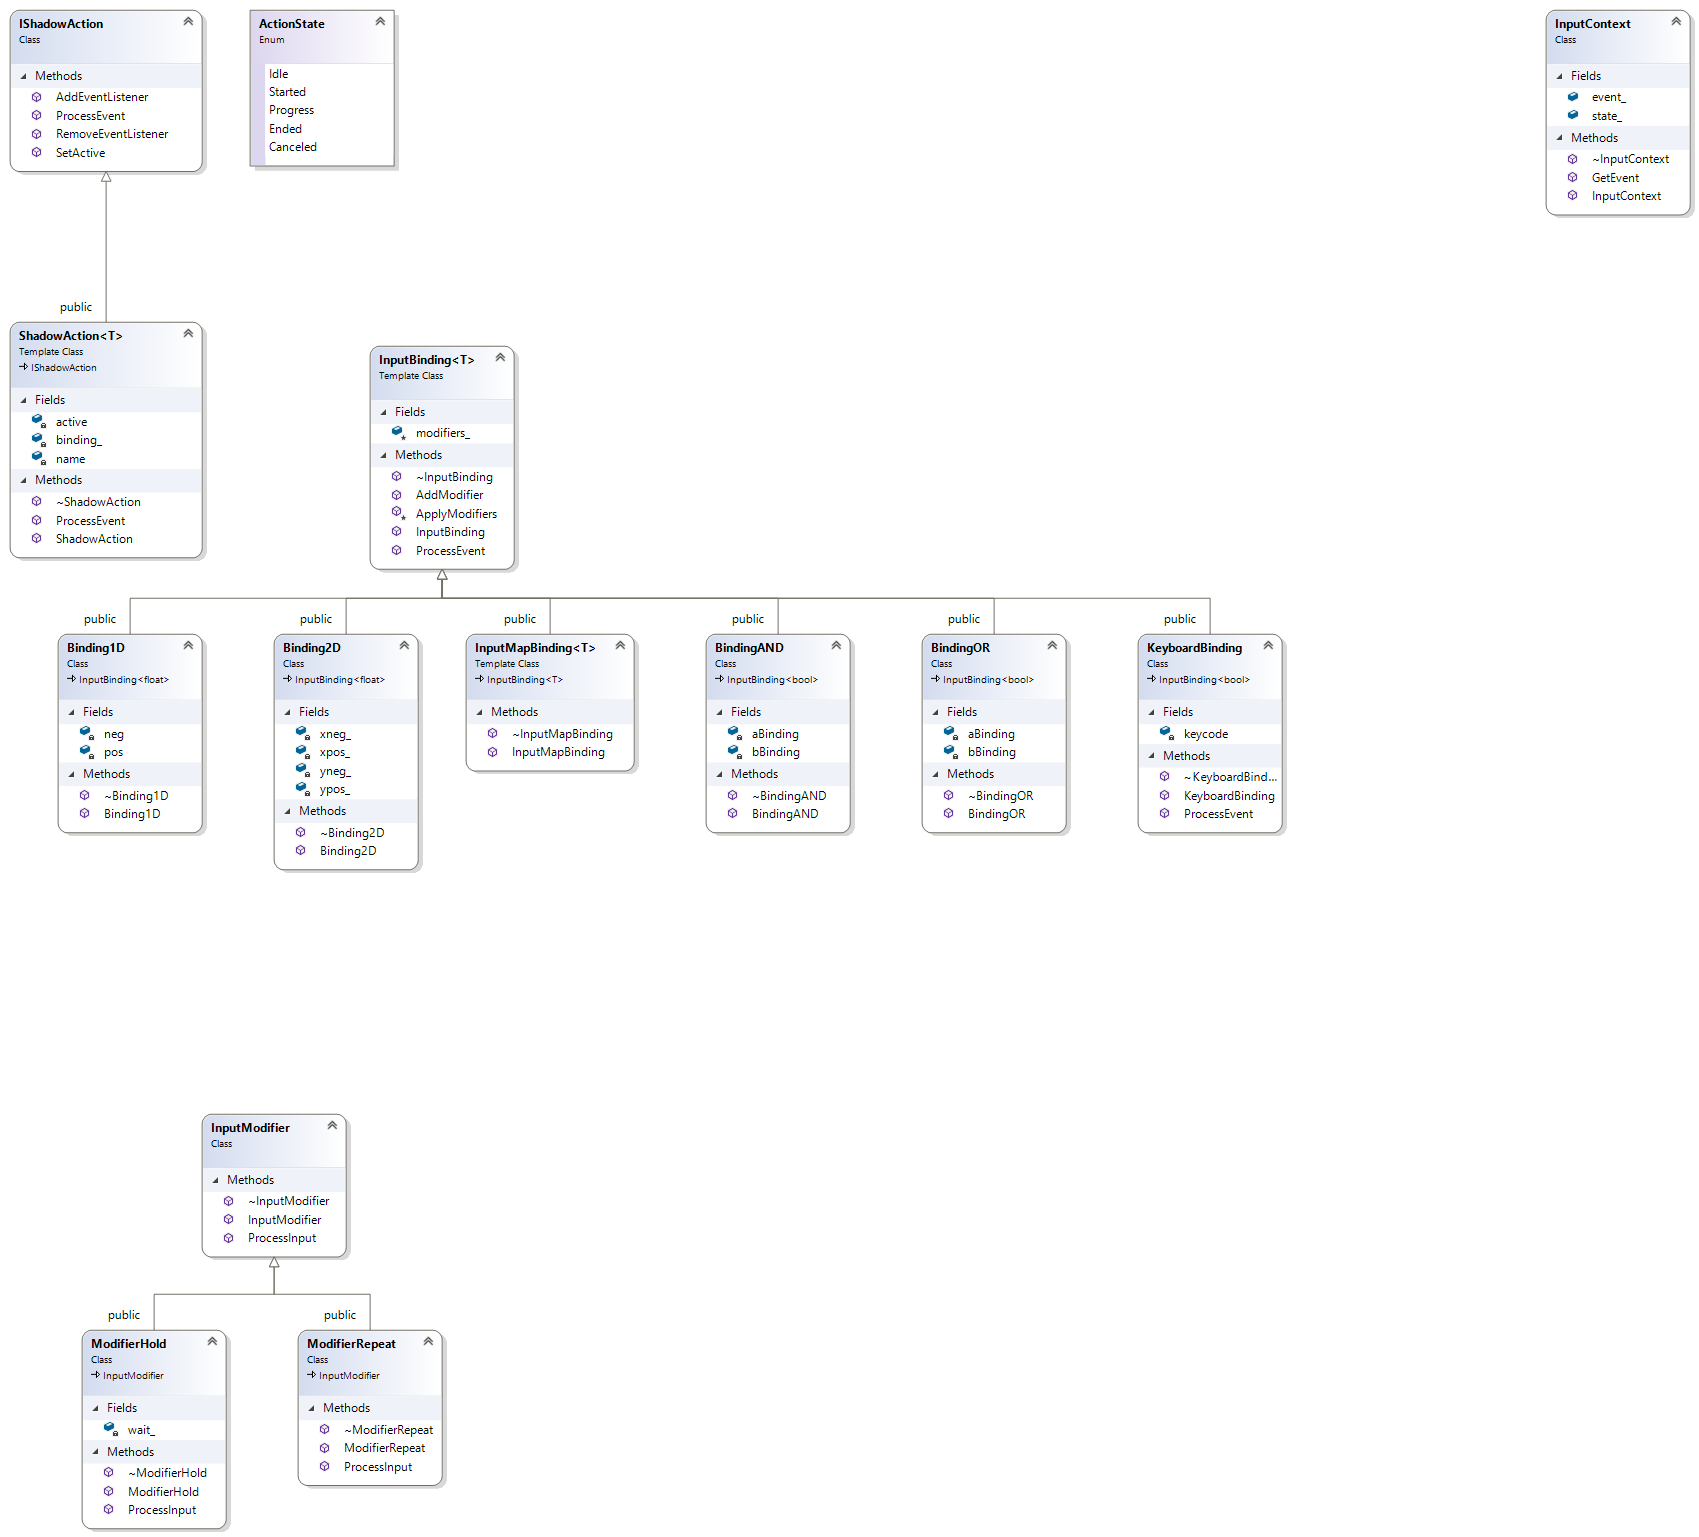 IShadowAction
Class
Methods
AddEventListener
ProcessEvent
RemoveEventListener
SetActive
ActionState
Enum
Idle
Started
Progress
Ended
Canceled
InputContext
Class
Fields
event_
state_
Methods
~InputContext
GetEvent
InputContext
public
ShadowAction<T>
Template Class
IShadowAction
Fields
active
binding_
name
Methods
~ShadowAction
ProcessEvent
ShadowAction
InputBinding<T>
Template Class
Fields
modifiers_
Methods
~InputBinding
AddModifier
ApplyModifiers
InputBinding
ProcessEvent
public
Binding1D
Class
InputBinding<float>
Fields
neg
pos
Methods
~Binding1D
Binding1D
public
Binding2D
Class
InputBinding<float>
Fields
xneg_
xpos_
yneg_
ypos_
Methods
~Binding2D
Binding2D
public
InputMapBinding<T>
Template Class
InputBinding<T>
Methods
~InputMapBinding
InputMapBinding
public
BindingAND
Class
InputBinding<bool>
Fields
aBinding
bBinding
Methods
~BindingAND
BindingAND
public
BindingOR
Class
InputBinding<bool>
Fields
aBinding
bBinding
Methods
~BindingOR
BindingOR
public
KeyboardBinding
Class
InputBinding<bool>
Fields
keycode
Methods
~KeyboardBind...
KeyboardBinding
ProcessEvent
InputModifier
Class
Methods
~InputModifier
InputModifier
ProcessInput
public
ModifierHold
Class
InputModifier
Fields
wait_
Methods
~ModifierHold
ModifierHold
ProcessInput
public
ModifierRepeat
Class
InputModifier
Methods
~ModifierRepeat
ModifierRepeat
ProcessInput